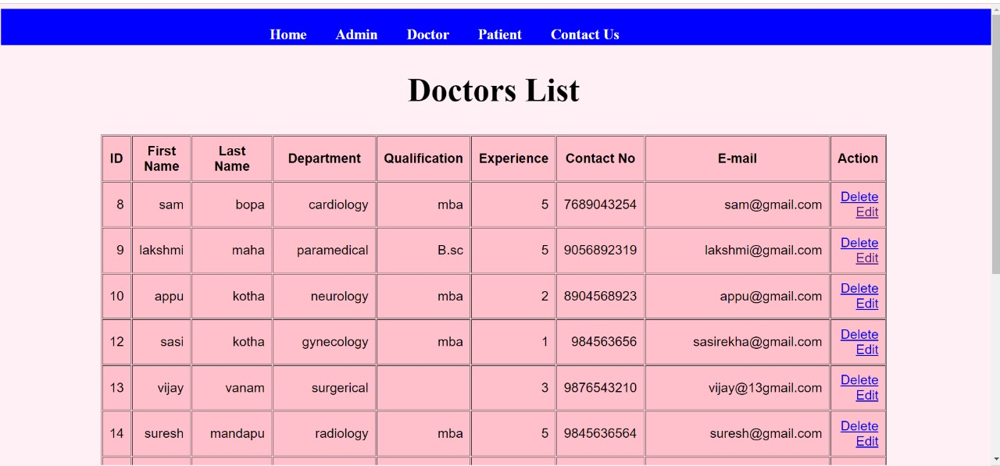 Home Admin Doctor Patient Contact Us
Doctors List
ID First Name Last Name Department Qualification Experience Contact No E-mail Action
8 sam bopa cardiology mba 5 7689043254 sam@gmail.com Delete Edit
9 lakshmi maha paramedical B.sc 5 9056892319 lakshmi@gmail.com Delete Edit
10 appu kotha neurology mba 2 8904568923 appu@gmail.com Delete Edit
12 sasi kotha gynecology mba 1 984563656 sasirekha@gmail.com Delete Edit
13 vijay vanam surgerical 3 9876543210 vijay@13gmail.com Delete Edit
14 suresh mandapu radiology mba 5 9845636564 suresh@gmail.com Delete Edit